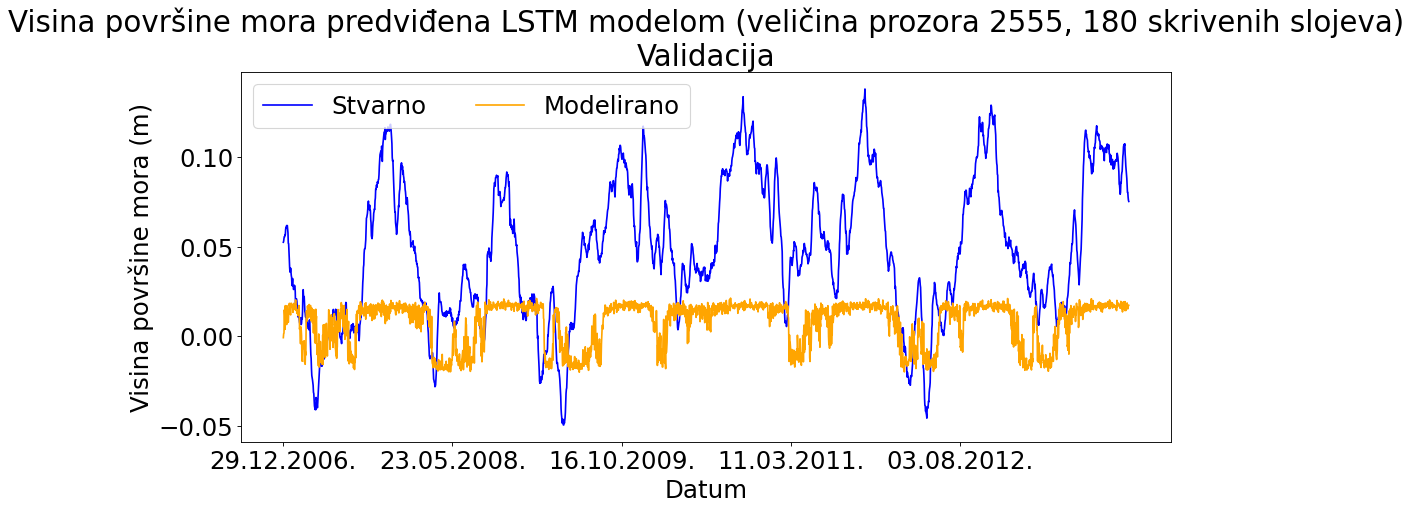 Visina površine mora predviđena LSTM modelom (veličina prozora 2555, 180 skrivenih slojeva)
Validacija
Stvarno Modelirano
Visina površine mora (m)
0.10
0.05
0.00
−0.05
29.12.2006. 23.05.2008. 16.10.2009. 11.03.2011. 03.08.2012.
Datum